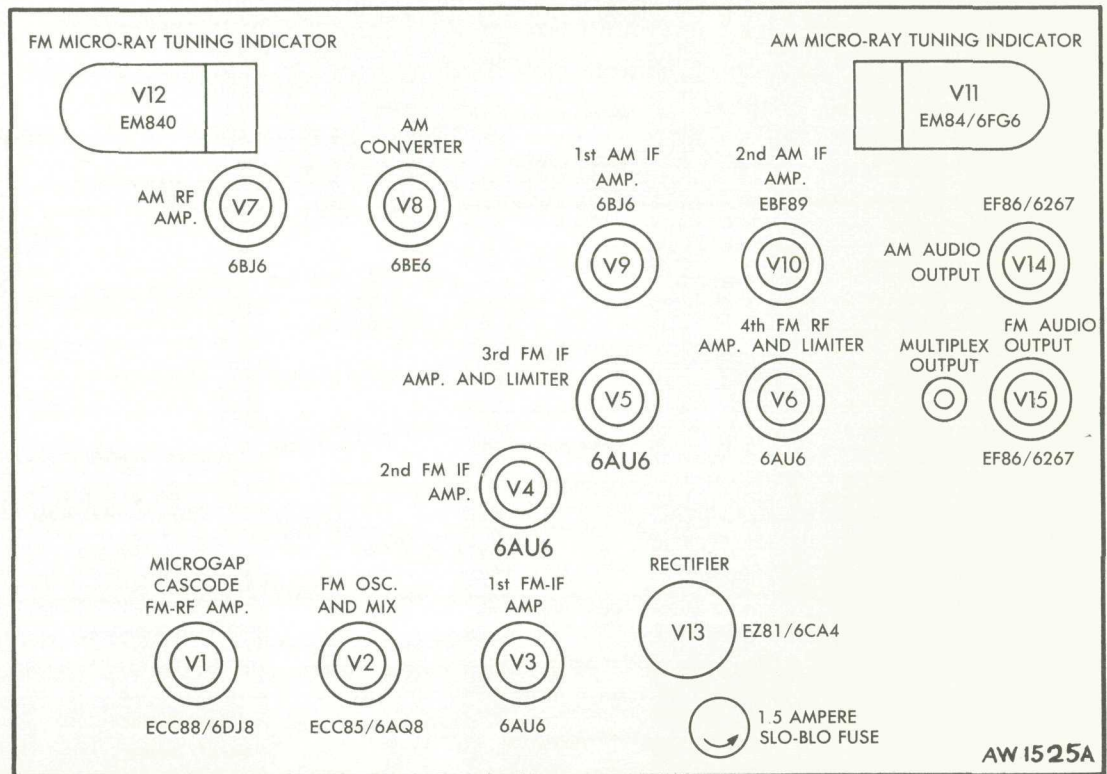 FM MICRO-RAY TUNING INDICATOR
AM MICRO-RAY TUNING INDICATOR
V12
EM840
V11
EM84/6FG6
AM
CONVERTER
AM RF
AMP.
V7
6BJ6
V8
6BE6
1st AM IF
AMP.
6BJ6
V9
2nd AM IF
AMP.
EBF89
V10
EF86/6267
AM AUDIO
OUTPUT
V14
3rd FM IF
AMP. AND LIMITER
V5
6AU6
4th FM RF
AMP. AND LIMITER
V6
6AU6
MULTIPLEX
OUTPUT
FM AUDIO
OUTPUT
V15
EF86/6267
2nd FM IF
AMP.
V4
6AU6
MICROGAP
CASCODE
FM-RF AMP.
V1
ECC88/6DJ8
FM OSC.
AND MIX
V2
ECC85/6AQ8
1st FM-IF
AMP
V3
6AU6
RECTIFIER
V13
EZ81/6CA4
1.5 AMPERE
SLO-BLO FUSE
AW1525A